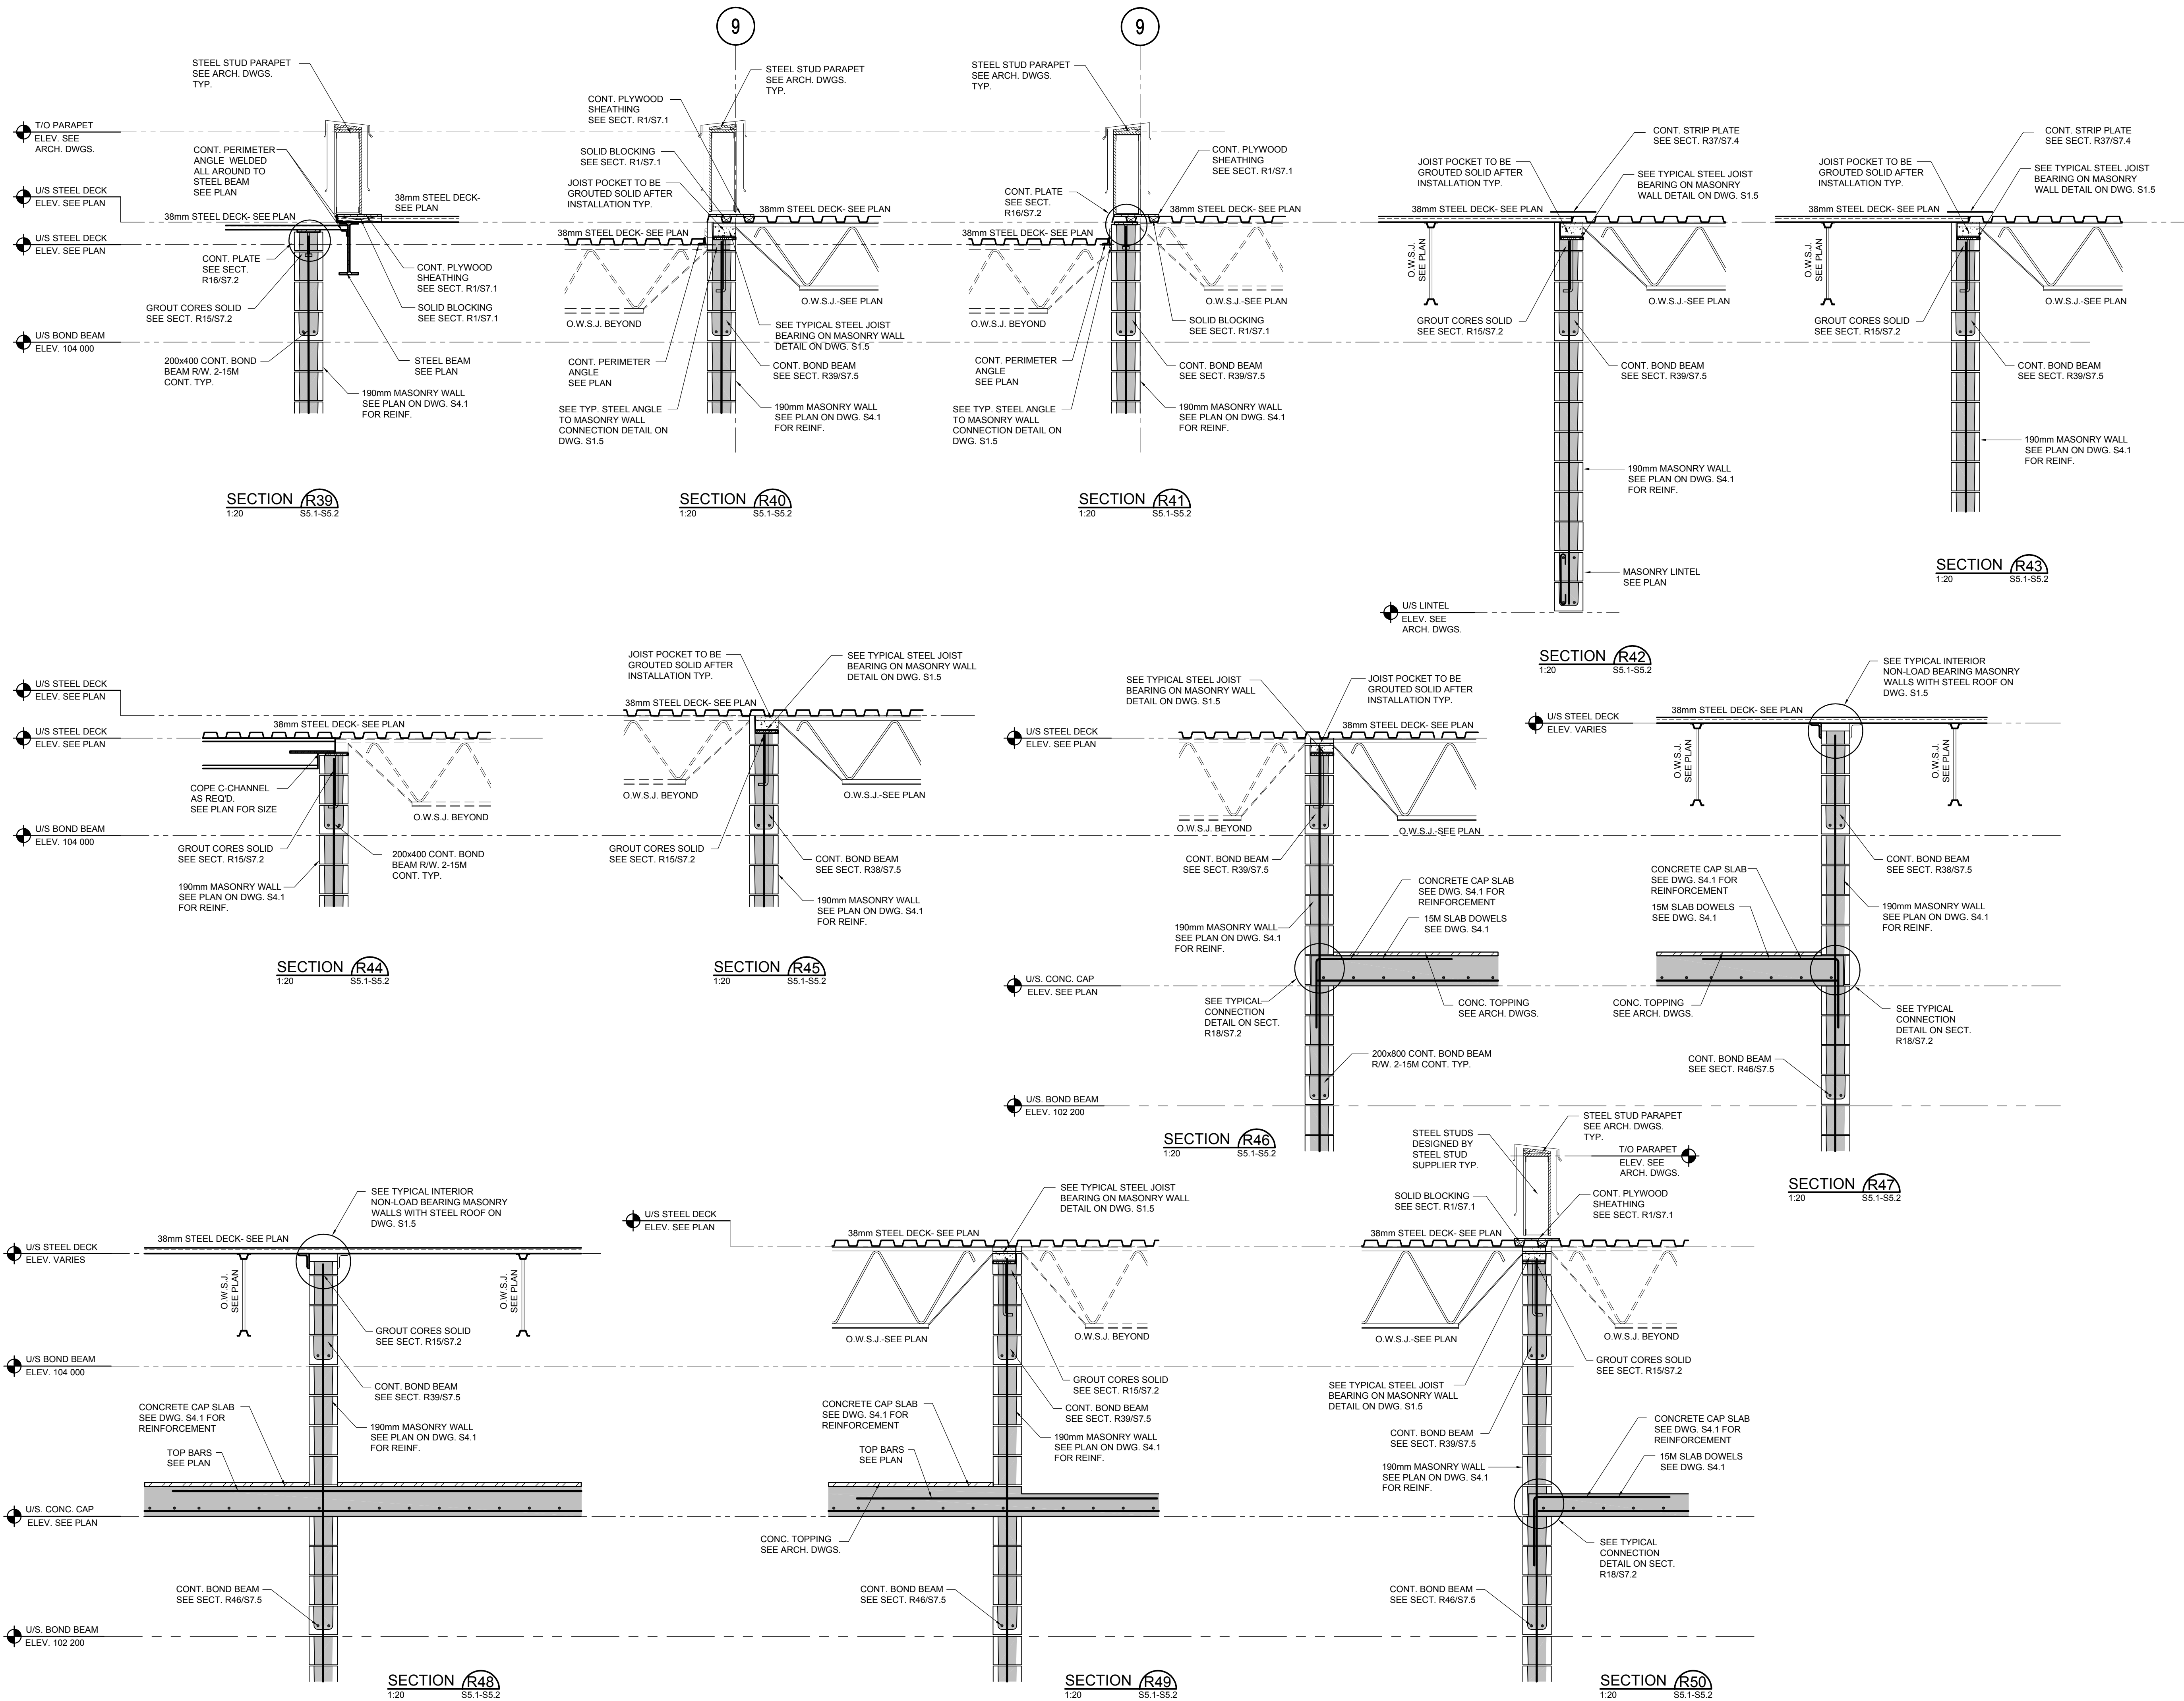 9
9
STEEL STUD PARAPET
SEE ARCH. DWGS.
TYP.
T/O PARAPET
ELEV. SEE
ARCH. DWGS.
CONT. PERIMETER
ANGLE WELDED
ALL AROUND TO
STEEL BEAM
SEE PLAN
U/S STEEL DECK
ELEV. SEE PLAN
38mm STEEL DECK-
SEE PLAN
38mm STEEL DECK- SEE PLAN
U/S STEEL DECK
ELEV. SEE PLAN
CONT. PLATE
SEE SECT.
R16/S7.2
CONT. PLYWOOD
SHEATHING
SEE SECT. R1/S7.1
GROUT CORES SOLID
SEE SECT. R15/S7.2
SOLID BLOCKING
SEE SECT. R1/S7.1
U/S BOND BEAM
ELEV. 104 000
200x400 CONT. BOND
BEAM R/W. 2-15M
CONT. TYP.
STEEL BEAM
SEE PLAN
190mm MASONRY WALL
SEE PLAN ON DWG. S4.1
FOR REINF.
SECTION R39
1:20 S5.1-S5.2
STEEL STUD PARAPET
SEE ARCH. DWGS.
TYP.
CONT. PLYWOOD
SHEATHING
SEE SECT. R1/S7.1
SOLID BLOCKING
SEE SECT. R1/S7.1
JOIST POCKET TO BE
GROUTED SOLID AFTER
INSTALLATION TYP.
38mm STEEL DECK- SEE PLAN
38mm STEEL DECK- SEE PLAN
O.W.S.J.-SEE PLAN
O.W.S.J. BEYOND
SEE TYPICAL STEEL JOIST
BEARING ON MASONRY WALL
DETAIL ON DWG. S1.5
CONT. PERIMETER
ANGLE
SEE PLAN
CONT. BOND BEAM
SEE SECT. R39/S7.5
SEE TYP. STEEL ANGLE
TO MASONRY WALL
CONNECTION DETAIL ON
DWG. S1.5
190mm MASONRY WALL
SEE PLAN ON DWG. S4.1
FOR REINF.
SECTION R40
1:20 S5.1-S5.2
STEEL STUD PARAPET
SEE ARCH. DWGS.
TYP.
CONT. PLYWOOD
SHEATHING
SEE SECT. R1/S7.1
CONT. PLATE
SEE SECT.
R16/S7.2
38mm STEEL DECK- SEE PLAN
38mm STEEL DECK- SEE PLAN
O.W.S.J.-SEE PLAN
O.W.S.J. BEYOND
SOLID BLOCKING
SEE SECT. R1/S7.1
CONT. PERIMETER
ANGLE
SEE PLAN
CONT. BOND BEAM
SEE SECT. R39/S7.5
SEE TYP. STEEL ANGLE
TO MASONRY WALL
CONNECTION DETAIL ON
DWG. S1.5
190mm MASONRY WALL
SEE PLAN ON DWG. S4.1
FOR REINF.
SECTION R41
1:20 S5.1-S5.2
CONT. STRIP PLATE
SEE SECT. R37/S7.4
JOIST POCKET TO BE
GROUTED SOLID AFTER
INSTALLATION TYP.
SEE TYPICAL STEEL JOIST
BEARING ON MASONRY
WALL DETAIL ON DWG. S1.5
38mm STEEL DECK- SEE PLAN
O.W.S.J.
SEE PLAN
O.W.S.J.-SEE PLAN
GROUT CORES SOLID
SEE SECT. R15/S7.2
CONT. BOND BEAM
SEE SECT. R39/S7.5
190mm MASONRY WALL
SEE PLAN ON DWG. S4.1
FOR REINF.
MASONRY LINTEL
SEE PLAN
U/S LINTEL
ELEV. SEE
ARCH. DWGS.
SECTION R42
1:20 S5.1-S5.2
CONT. STRIP PLATE
SEE SECT. R37/S7.4
JOIST POCKET TO BE
GROUTED SOLID AFTER
INSTALLATION TYP.
SEE TYPICAL STEEL JOIST
BEARING ON MASONRY
WALL DETAIL ON DWG. S1.5
38mm STEEL DECK- SEE PLAN
O.W.S.J.
SEE PLAN
O.W.S.J.-SEE PLAN
GROUT CORES SOLID
SEE SECT. R15/S7.2
CONT. BOND BEAM
SEE SECT. R39/S7.5
190mm MASONRY WALL
SEE PLAN ON DWG. S4.1
FOR REINF.
SECTION R43
1:20 S5.1-S5.2
U/S STEEL DECK
ELEV. SEE PLAN
38mm STEEL DECK- SEE PLAN
U/S STEEL DECK
ELEV. SEE PLAN
COPE C-CHANNEL
AS REQ'D.
SEE PLAN FOR SIZE
O.W.S.J. BEYOND
U/S BOND BEAM
ELEV. 104 000
GROUT CORES SOLID
SEE SECT. R15/S7.2
200x400 CONT. BOND
BEAM R/W. 2-15M
CONT. TYP.
190mm MASONRY WALL
SEE PLAN ON DWG. S4.1
FOR REINF.
SECTION R44
1:20 S5.1-S5.2
JOIST POCKET TO BE
GROUTED SOLID AFTER
INSTALLATION TYP.
SEE TYPICAL STEEL JOIST
BEARING ON MASONRY WALL
DETAIL ON DWG. S1.5
38mm STEEL DECK- SEE PLAN
O.W.S.J. BEYOND
O.W.S.J.-SEE PLAN
GROUT CORES SOLID
SEE SECT. R15/S7.2
CONT. BOND BEAM
SEE SECT. R38/S7.5
190mm MASONRY WALL
SEE PLAN ON DWG. S4.1
FOR REINF.
SECTION R45
1:20 S5.1-S5.2
SEE TYPICAL STEEL JOIST
BEARING ON MASONRY WALL
DETAIL ON DWG. S1.5
JOIST POCKET TO BE
GROUTED SOLID AFTER
INSTALLATION TYP.
38mm STEEL DECK- SEE PLAN
U/S STEEL DECK
ELEV. SEE PLAN
O.W.S.J. BEYOND
O.W.S.J.-SEE PLAN
CONT. BOND BEAM
SEE SECT. R39/S7.5
CONCRETE CAP SLAB
SEE DWG. S4.1 FOR
REINFORCEMENT
15M SLAB DOWELS
SEE DWG. S4.1
190mm MASONRY WALL
SEE PLAN ON DWG. S4.1
FOR REINF.
U/S. CONC. CAP
ELEV. SEE PLAN
SEE TYPICAL
CONNECTION
DETAIL ON SECT.
R18/S7.2
CONC. TOPPING
SEE ARCH. DWGS.
200x800 CONT. BOND BEAM
R/W. 2-15M CONT. TYP.
U/S. BOND BEAM
ELEV. 102 200
SECTION R46
1:20 S5.1-S5.2
SEE TYPICAL INTERIOR
NON-LOAD BEARING MASONRY
WALLS WITH STEEL ROOF ON
DWG. S1.5
38mm STEEL DECK- SEE PLAN
U/S STEEL DECK
ELEV. VARIES
O.W.S.J.
SEE PLAN
O.W.S.J.
SEE PLAN
CONT. BOND BEAM
SEE SECT. R38/S7.5
CONCRETE CAP SLAB
SEE DWG. S4.1 FOR
REINFORCEMENT
15M SLAB DOWELS
SEE DWG. S4.1
190mm MASONRY WALL
SEE PLAN ON DWG. S4.1
FOR REINF.
CONC. TOPPING
SEE ARCH. DWGS.
SEE TYPICAL
CONNECTION
DETAIL ON SECT.
R18/S7.2
CONT. BOND BEAM
SEE SECT. R46/S7.5
SECTION R47
1:20 S5.1-S5.2
SEE TYPICAL INTERIOR
NON-LOAD BEARING MASONRY
WALLS WITH STEEL ROOF ON
DWG. S1.5
38mm STEEL DECK- SEE PLAN
U/S STEEL DECK
ELEV. VARIES
O.W.S.J.
SEE PLAN
O.W.S.J.
SEE PLAN
GROUT CORES SOLID
SEE SECT. R15/S7.2
U/S BOND BEAM
ELEV. 104 000
CONT. BOND BEAM
SEE SECT. R39/S7.5
CONCRETE CAP SLAB
SEE DWG. S4.1 FOR
REINFORCEMENT
190mm MASONRY WALL
SEE PLAN ON DWG. S4.1
FOR REINF.
TOP BARS
SEE PLAN
U/S. CONC. CAP
ELEV. SEE PLAN
CONT. BOND BEAM
SEE SECT. R46/S7.5
U/S. BOND BEAM
ELEV. 102 200
SECTION R48
1:20 S5.1-S5.2
SEE TYPICAL STEEL JOIST
BEARING ON MASONRY WALL
DETAIL ON DWG. S1.5
U/S STEEL DECK
ELEV. SEE PLAN
38mm STEEL DECK- SEE PLAN
O.W.S.J.-SEE PLAN
O.W.S.J. BEYOND
GROUT CORES SOLID
SEE SECT. R15/S7.2
CONCRETE CAP SLAB
SEE DWG. S4.1 FOR
REINFORCEMENT
CONT. BOND BEAM
SEE SECT. R39/S7.5
TOP BARS
SEE PLAN
190mm MASONRY WALL
SEE PLAN ON DWG. S4.1
FOR REINF.
CONC. TOPPING
SEE ARCH. DWGS.
CONT. BOND BEAM
SEE SECT. R46/S7.5
SECTION R49
1:20 S5.1-S5.2
STEEL STUD PARAPET
SEE ARCH. DWGS.
TYP.
STEEL STUDS
DESIGNED BY
STEEL STUD
SUPPLIER TYP.
T/O PARAPET
ELEV. SEE
ARCH. DWGS.
SOLID BLOCKING
SEE SECT. R1/S7.1
CONT. PLYWOOD
SHEATHING
SEE SECT. R1/S7.1
38mm STEEL DECK- SEE PLAN
O.W.S.J.-SEE PLAN
O.W.S.J. BEYOND
GROUT CORES SOLID
SEE SECT. R15/S7.2
SEE TYPICAL STEEL JOIST
BEARING ON MASONRY WALL
DETAIL ON DWG. S1.5
CONT. BOND BEAM
SEE SECT. R39/S7.5
CONCRETE CAP SLAB
SEE DWG. S4.1 FOR
REINFORCEMENT
15M SLAB DOWELS
SEE DWG. S4.1
190mm MASONRY WALL
SEE PLAN ON DWG. S4.1
FOR REINF.
SEE TYPICAL
CONNECTION
DETAIL ON SECT.
R18/S7.2
CONT. BOND BEAM
SEE SECT. R46/S7.5
SECTION R50
1:20 S5.1-S5.2